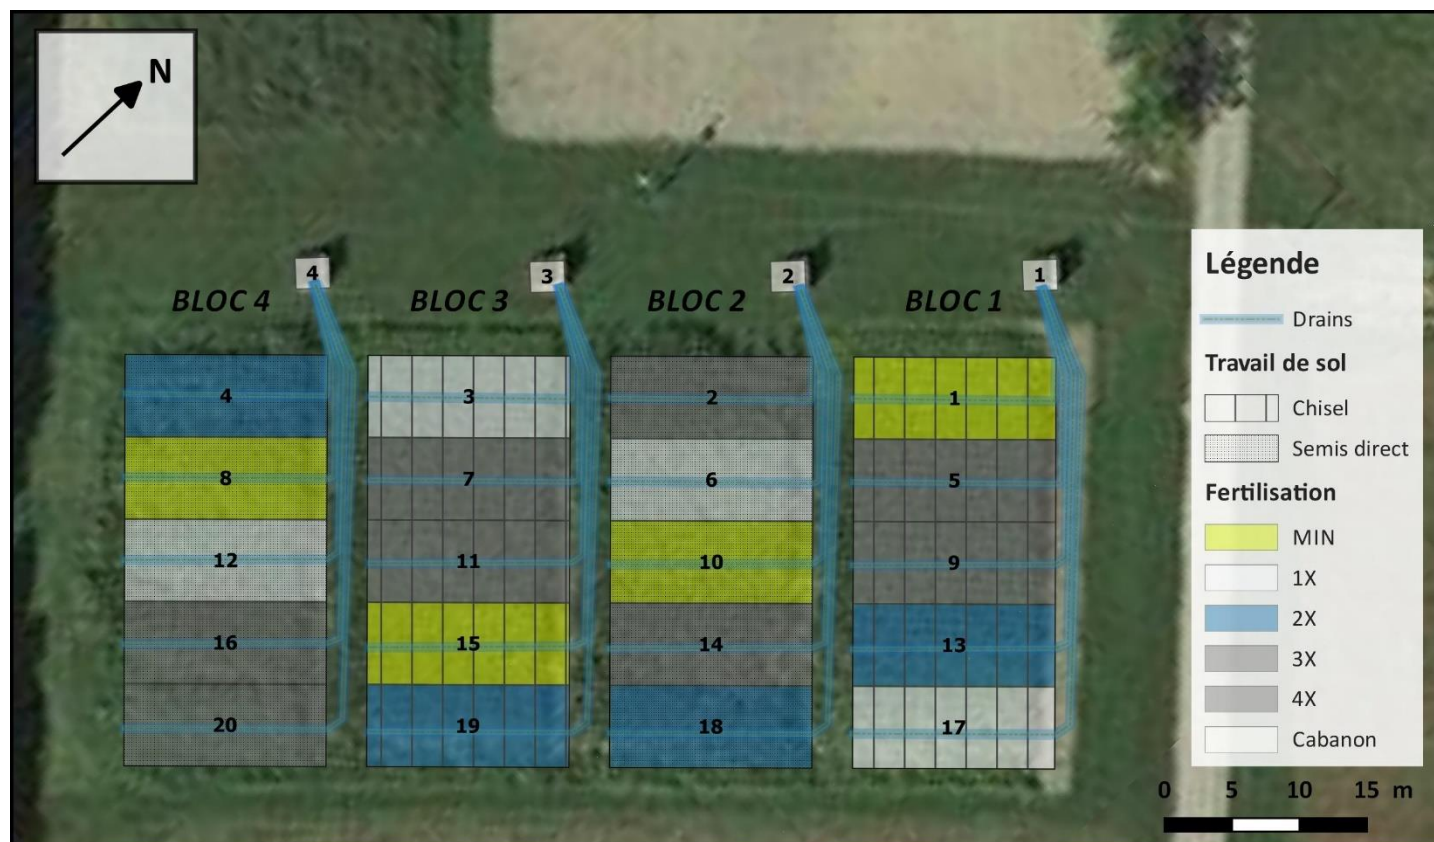 N
4
3
2
1
BLOC 4
BLOC 3
BLOC 2
BLOC 1
4
3
2
1
8
7
6
5
12
11
10
9
16
15
14
13
20
19
18
17
Légende
Drains
Travail de sol
Chisel
Semis direct
Fertilisation
MIN
1X
2X
3X
4X
Cabanon
0 5 10 15 m